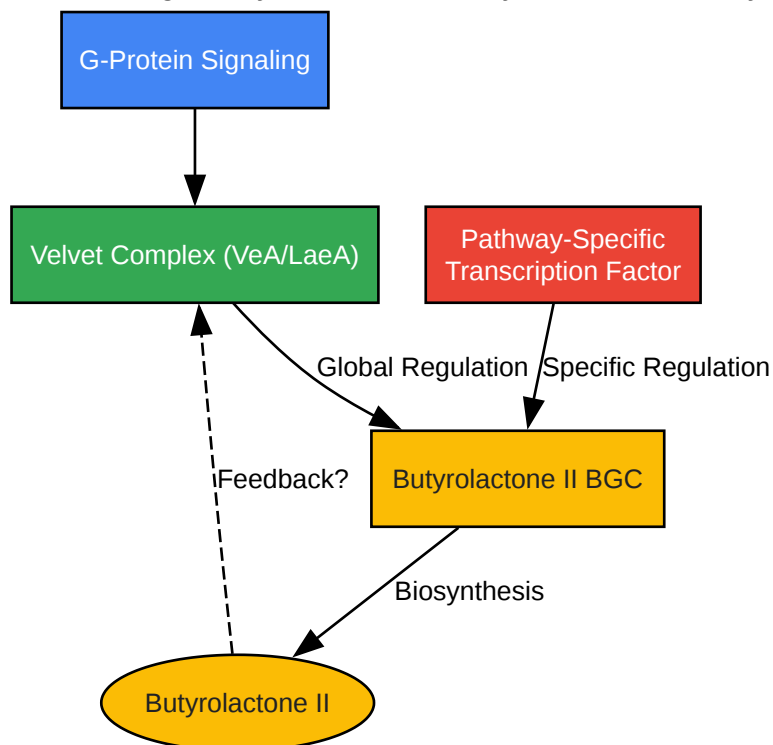 G-Protein Signaling
Velvet Complex (VeA/LaeA)
Pathway-Specific
Transcription Factor
Global Regulation
Specific Regulation
Butyrolactone II BGC
Feedback?
Biosynthesis
Butyrolactone II